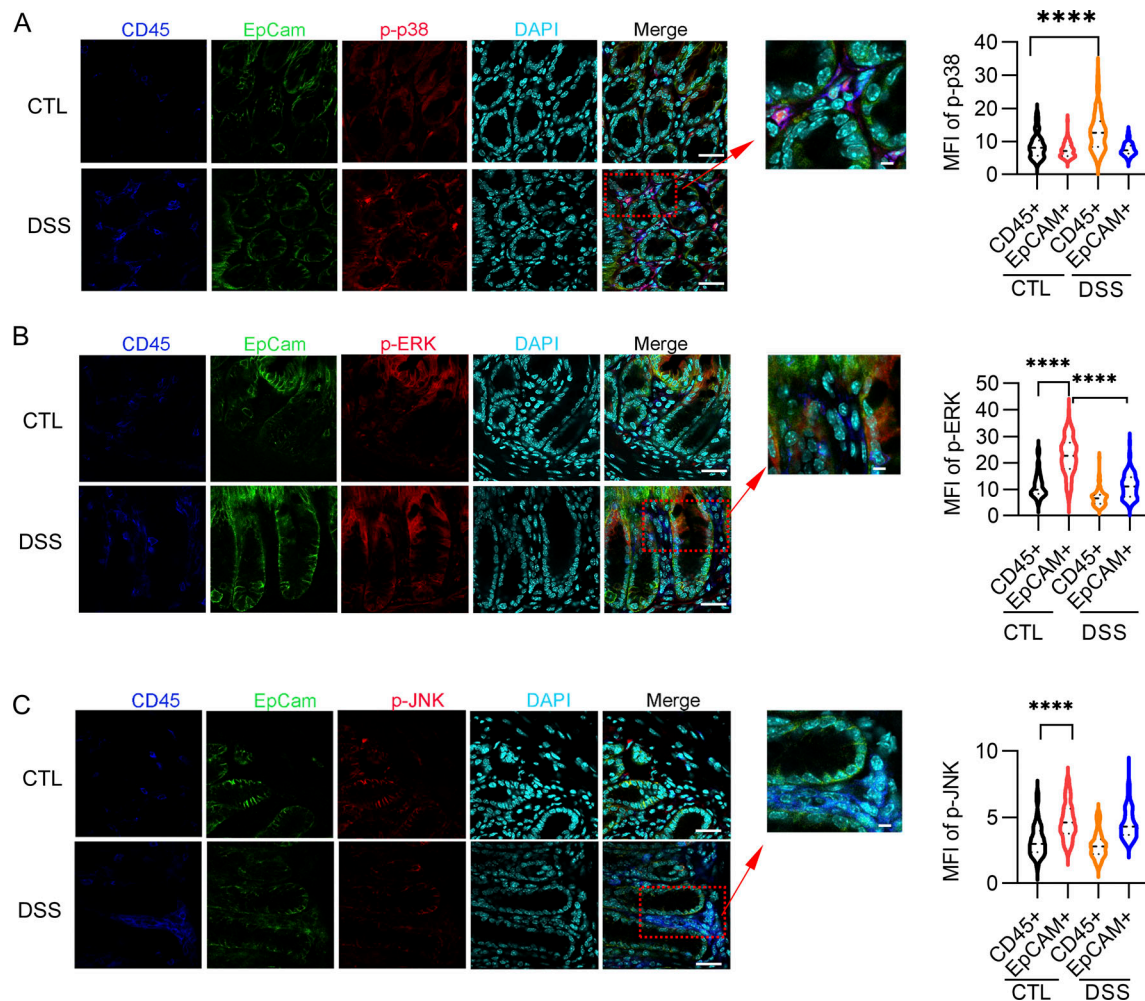 A
CD45 EpCam p-p38 DAPI Merge
CTL
DSS
****
MFI of p-p38
40
30
20
10
0
CD45+
EpCAM+
CD45+
EpCAM+
CTL DSS
B
CD45 EpCam p-ERK DAPI Merge
CTL
DSS
**** ****
MFI of p-ERK
50
40
30
20
10
0
CD45+
EpCAM+
CD45+
EpCAM+
CTL DSS
C
CD45 EpCam p-JNK DAPI Merge
CTL
DSS
****
MFI of p-JNK
10
5
0
CD45+
EpCAM+
CD45+
EpCAM+
CTL DSS